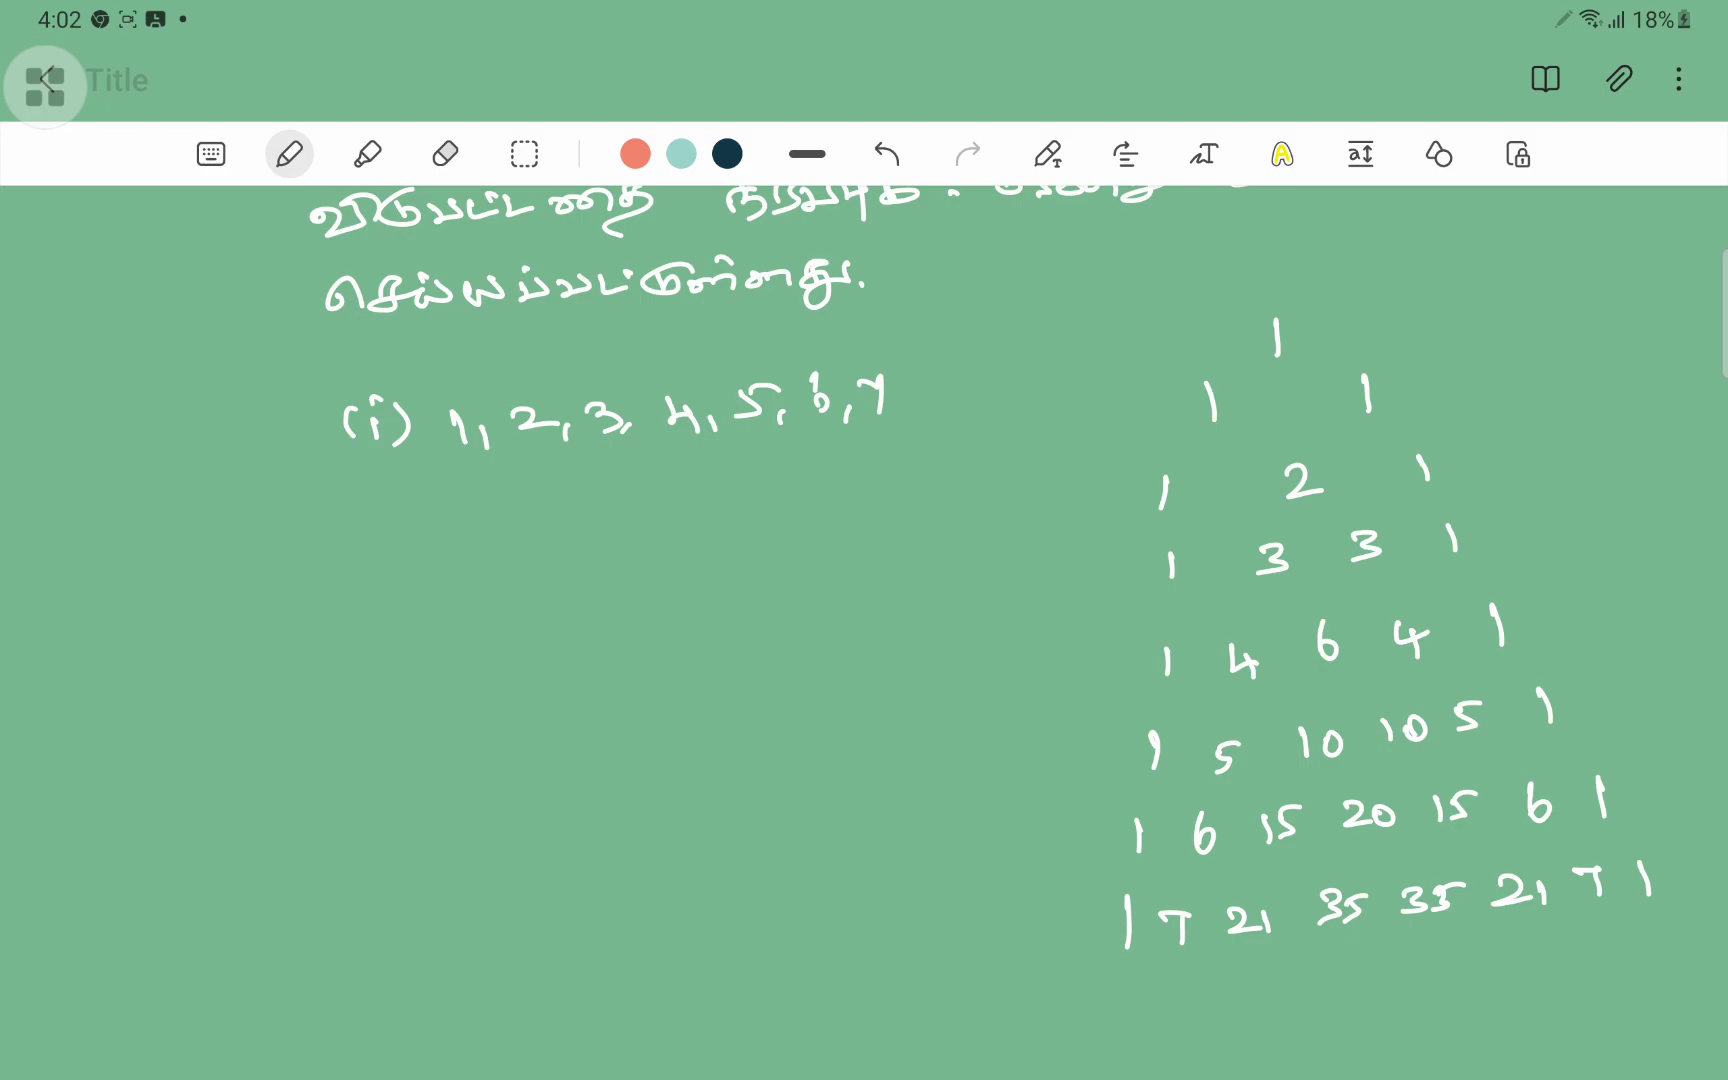 4:02 18%
Title
விடுபட்டதை நிரப்புக.
செய்யப்பட்டுள்ளது.
(i) 1, 2, 3, 4, 5, 6, 7
1
1 1
1 2 1
1 3 3 1
1 4 6 4 1
1 5 10 10 5 1
1 6 15 20 15 6 1
1 7 21 35 35 21 7 1